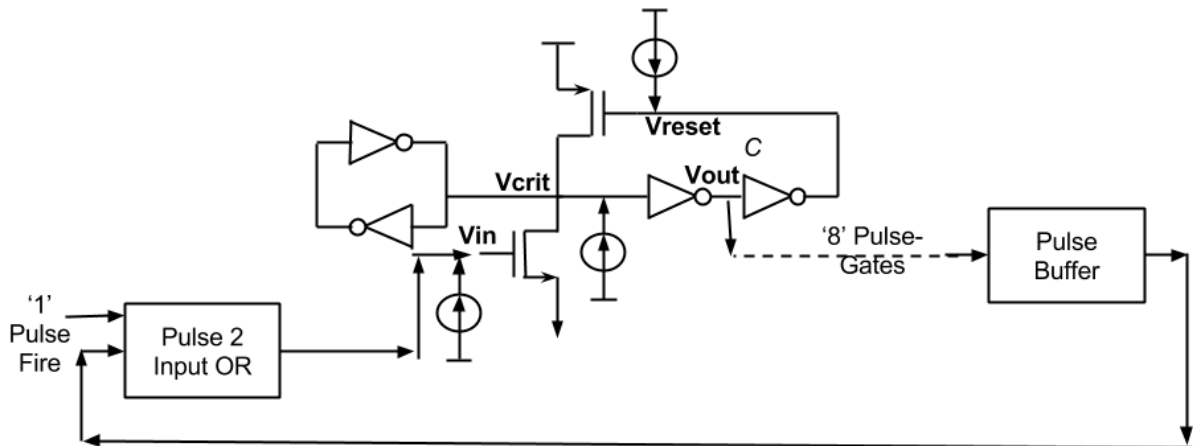 Vreset
C
Vcrit
Vout
Vin
‘8’ Pulse-
Gates
Pulse
Buffer
‘1’
Pulse
Fire
Pulse 2
Input OR